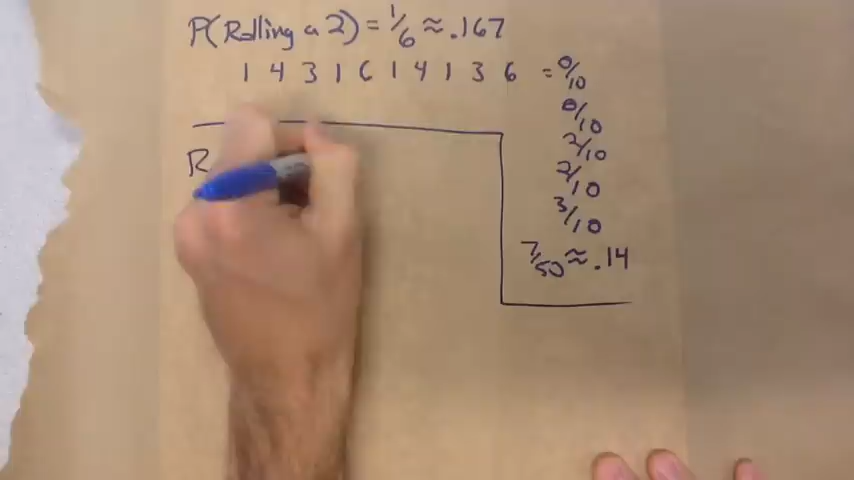 P(Rolling a 2) = 1/6 ≈ .167
1 4 3 1 6 1 4 1 3 6 = 0/10
0/10
2/10
2/10
3/10
7/50 ≈ .14
R